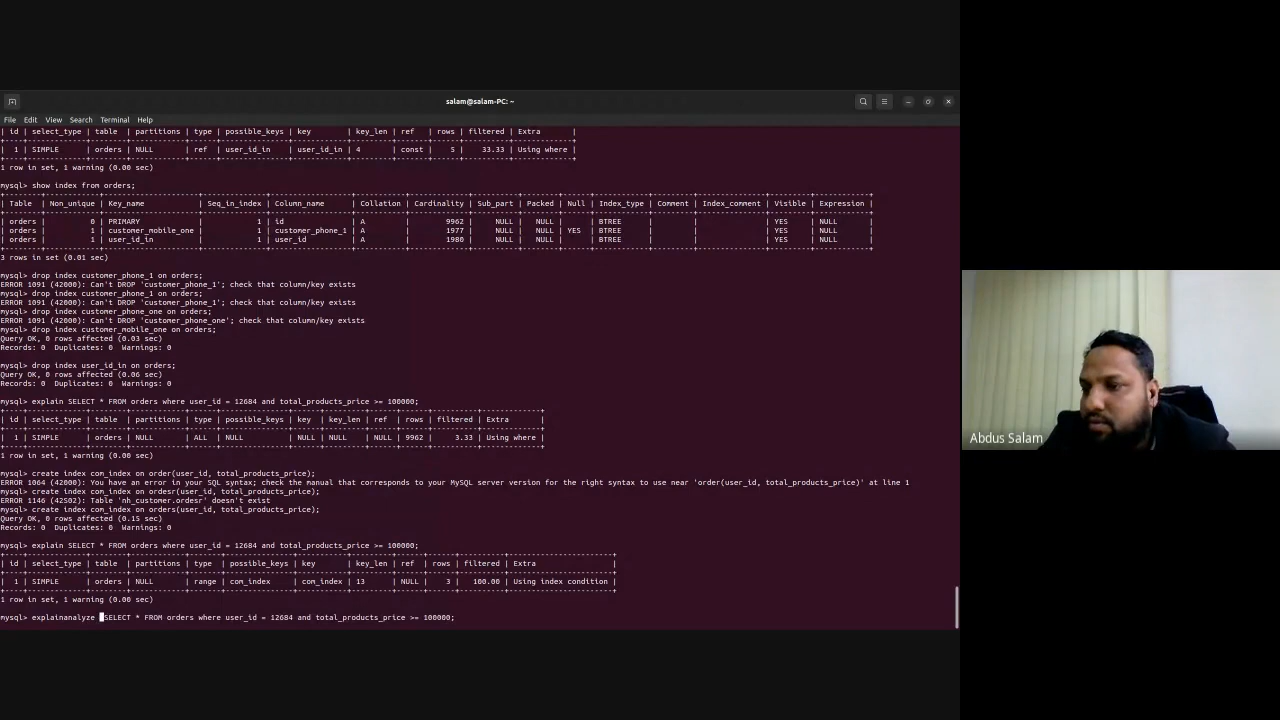 salam@salam-PC: ~
File Edit View Search Terminal Help
| id | select_type | table | partitions | type | possible_keys | key | key_len | ref | rows | filtered | Extra |
+----+-------------+--------+------------+------+---------------+------------+---------+-------+------+----------+-------------+
| 1 | SIMPLE | orders | NULL | ref | user_id_in | user_id_in | 4 | const | 5 | 33.33 | Using where |
+----+-------------+--------+------------+------+---------------+------------+---------+-------+------+----------+-------------+
1 row in set, 1 warning (0.00 sec)
mysql> show index from orders;
+--------+------------+---------------------+--------------+------------------+-----------+-------------+----------+--------+------+------------+---------+---------------+---------+------------+
| Table | Non_unique | Key_name | Seq_in_index | Column_name | Collation | Cardinality | Sub_part | Packed | Null | Index_type | Comment | Index_comment | Visible | Expression |
+--------+------------+---------------------+--------------+------------------+-----------+-------------+----------+--------+------+------------+---------+---------------+---------+------------+
| orders | 0 | PRIMARY | 1 | id | A | 9962 | NULL | NULL | | BTREE | | | YES | NULL |
| orders | 1 | customer_mobile_one | 1 | customer_phone_1 | A | 1977 | NULL | NULL | YES | BTREE | | | YES | NULL |
| orders | 1 | user_id_in | 1 | user_id | A | 1980 | NULL | NULL | | BTREE | | | YES | NULL |
+--------+------------+---------------------+--------------+------------------+-----------+-------------+----------+--------+------+------------+---------+---------------+---------+------------+
3 rows in set (0.01 sec)
mysql> drop index customer_phone_1 on orders;
ERROR 1091 (42000): Can't DROP 'customer_phone_1'; check that column/key exists
mysql> drop index customer_phone_1 on orders;
ERROR 1091 (42000): Can't DROP 'customer_phone_1'; check that column/key exists
mysql> drop index customer_phone_one on orders;
ERROR 1091 (42000): Can't DROP 'customer_phone_one'; check that column/key exists
mysql> drop index customer_mobile_one on orders;
Query OK, 0 rows affected (0.03 sec)
Records: 0 Duplicates: 0 Warnings: 0
mysql> drop index user_id_in on orders;
Query OK, 0 rows affected (0.06 sec)
Records: 0 Duplicates: 0 Warnings: 0
mysql> explain SELECT * FROM orders where user_id = 12684 and total_products_price >= 100000;
+----+-------------+--------+------------+------+---------------+------+---------+------+------+----------+-------------+
| id | select_type | table | partitions | type | possible_keys | key | key_len | ref | rows | filtered | Extra |
+----+-------------+--------+------------+------+---------------+------+---------+------+------+----------+-------------+
| 1 | SIMPLE | orders | NULL | ALL | NULL | NULL | NULL | NULL | 9962 | 3.33 | Using where |
+----+-------------+--------+------------+------+---------------+------+---------+------+------+----------+-------------+
1 row in set, 1 warning (0.00 sec)
mysql> create index com_index on order(user_id, total_products_price);
ERROR 1064 (42000): You have an error in your SQL syntax; check the manual that corresponds to your MySQL server version for the right syntax to use near 'order(user_id, total_products_price)' at line 1
mysql> create index com_index on ordesr(user_id, total_products_price);
ERROR 1146 (42S02): Table 'nh_customer.ordesr' doesn't exist
mysql> create index com_index on orders(user_id, total_products_price);
Query OK, 0 rows affected (0.15 sec)
Records: 0 Duplicates: 0 Warnings: 0
mysql> explain SELECT * FROM orders where user_id = 12684 and total_products_price >= 100000;
+----+-------------+--------+------------+-------+---------------+-----------+---------+------+------+----------+-----------------------+
| id | select_type | table | partitions | type | possible_keys | key | key_len | ref | rows | filtered | Extra |
+----+-------------+--------+------------+-------+---------------+-----------+---------+------+------+----------+-----------------------+
| 1 | SIMPLE | orders | NULL | range | com_index | com_index | 13 | NULL | 3 | 100.00 | Using index condition |
+----+-------------+--------+------------+-------+---------------+-----------+---------+------+------+----------+-----------------------+
1 row in set, 1 warning (0.00 sec)
mysql> explainanalyze SELECT * FROM orders where user_id = 12684 and total_products_price >= 100000;
Abdus Salam